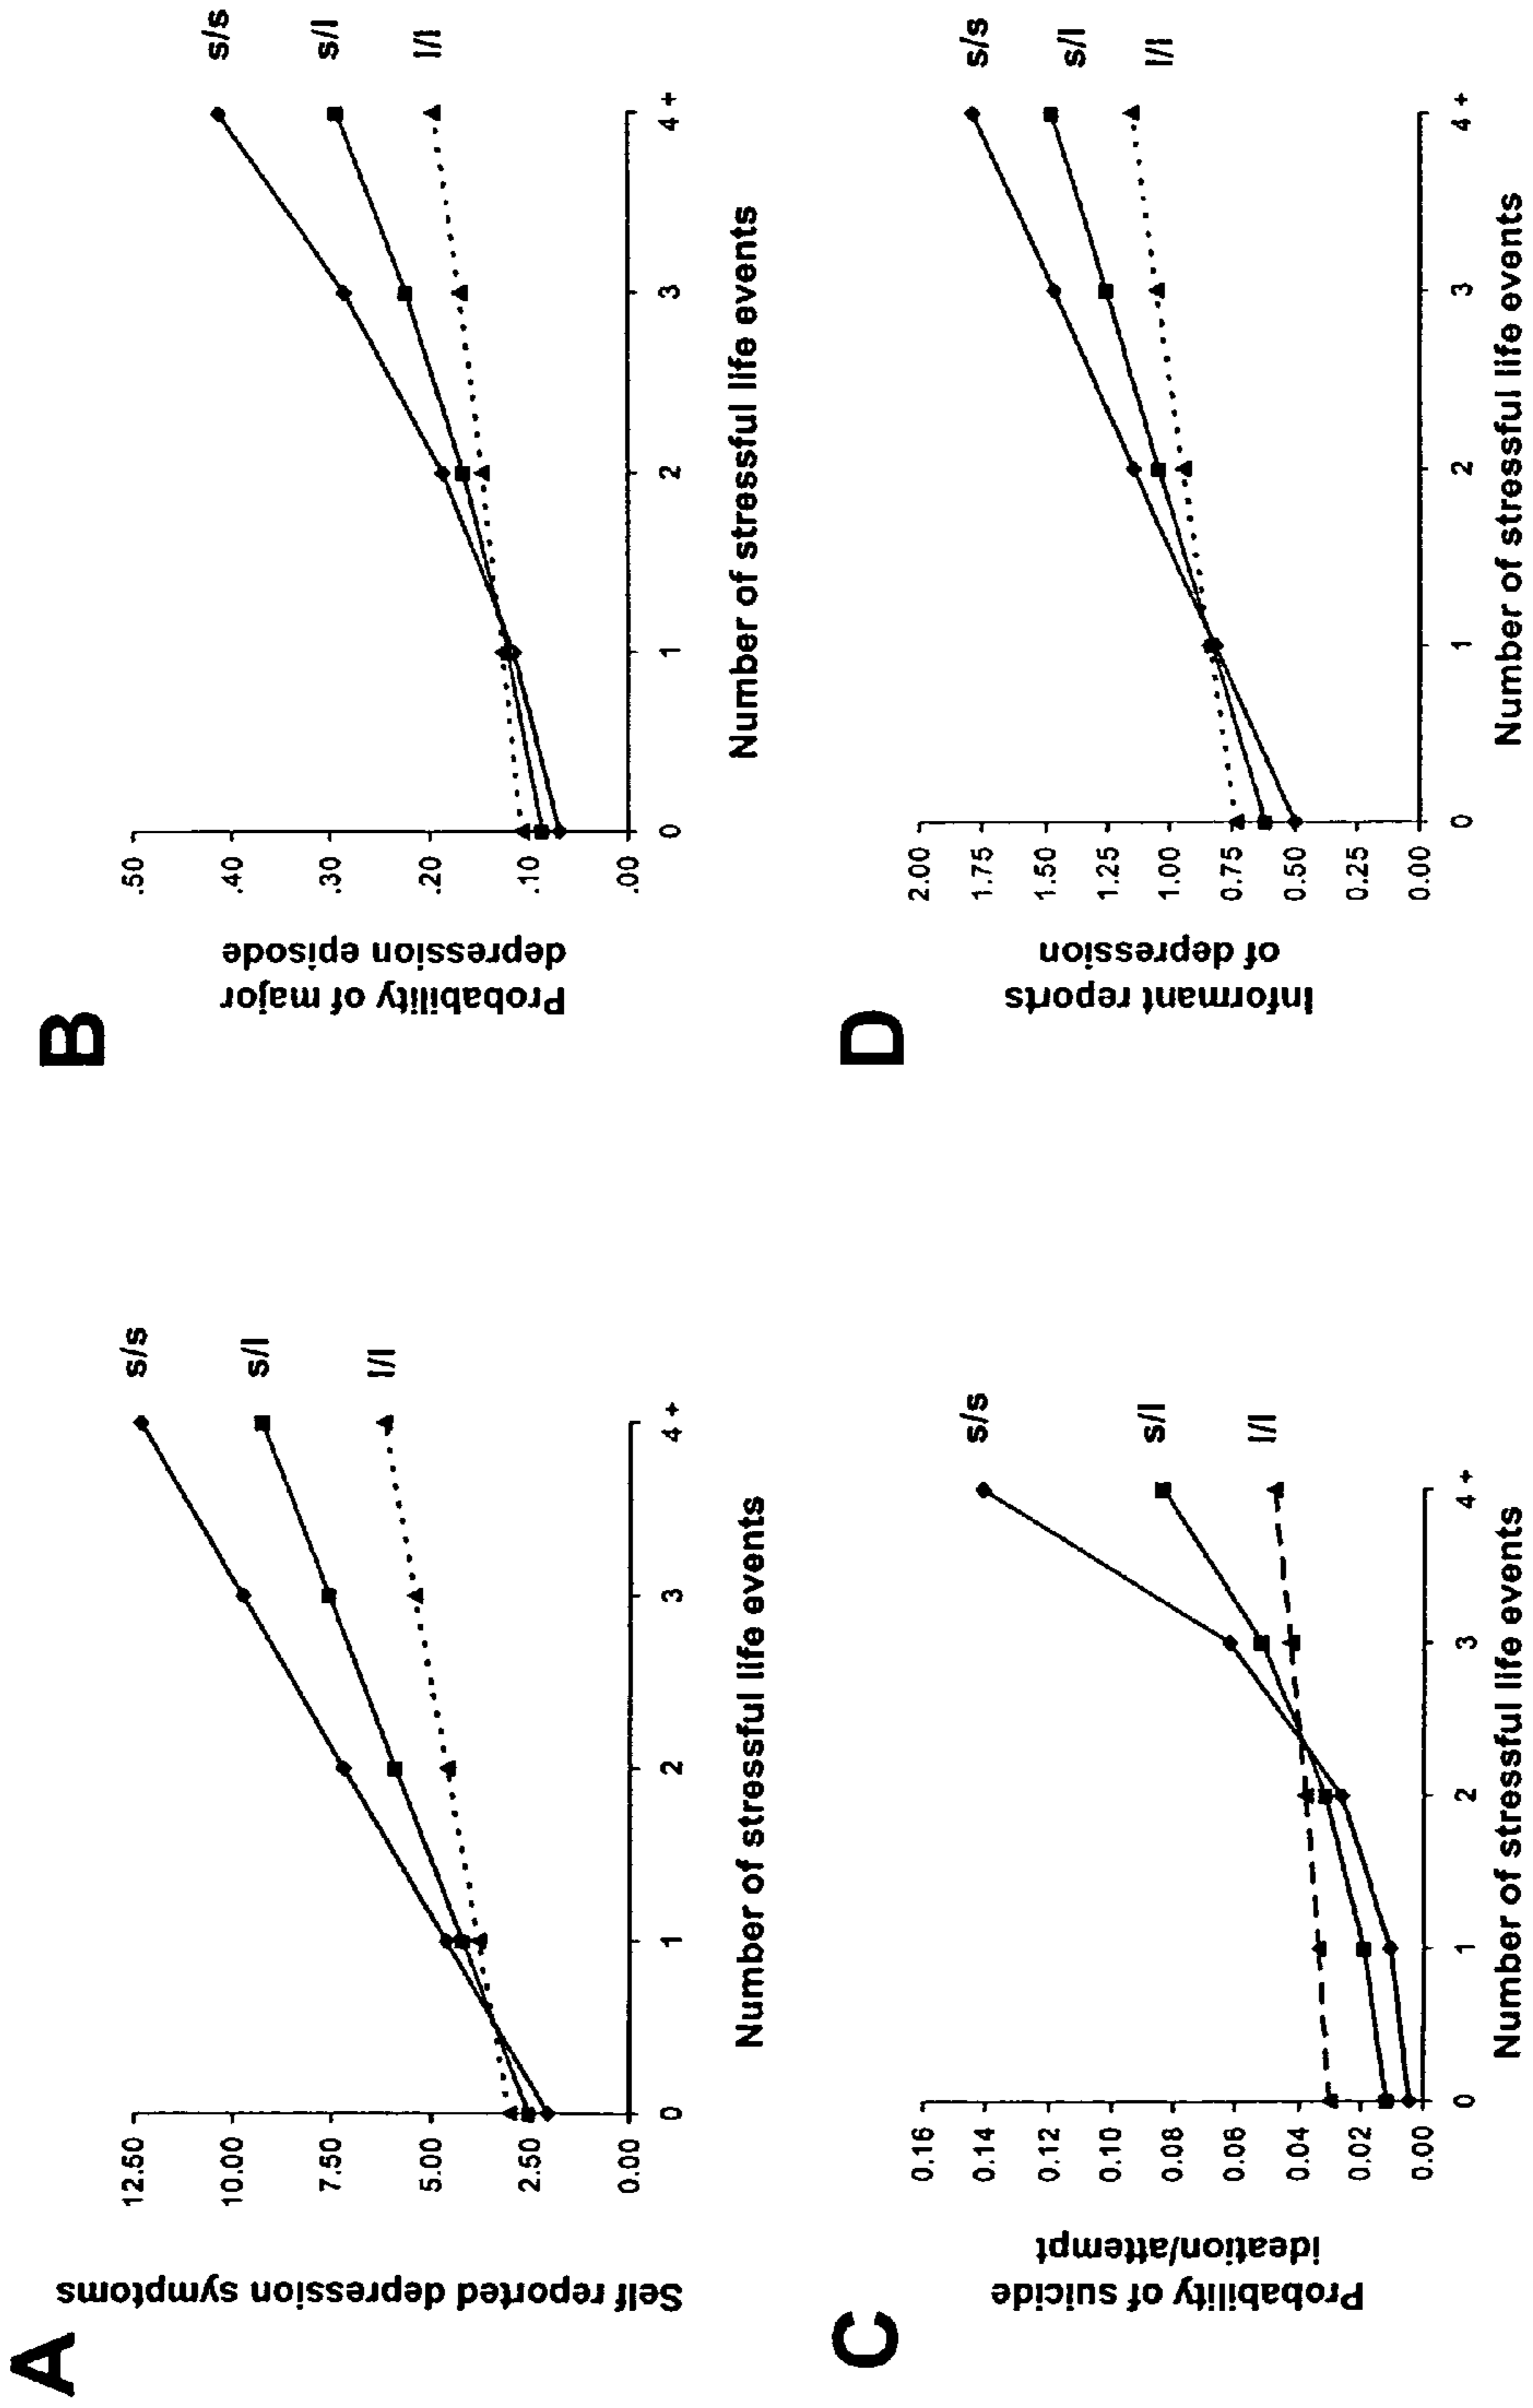 A
Self reported depression symptoms
12.50
10.00
7.50
5.00
2.50
0.00
0
1
2
3
4 +
Number of stressful life events
s/s
s/l
l/l
B
Probability of major
depression episode
.50
.40
.30
.20
.10
.00
0
1
2
3
4 +
Number of stressful life events
s/s
s/l
l/l
C
Probability of suicide
ideation/attempt
0.16
0.14
0.12
0.10
0.08
0.06
0.04
0.02
0.00
0
1
2
3
4 +
Number of stressful life events
s/s
s/l
l/l
D
Informant reports
of depression
2.00
1.75
1.50
1.25
1.00
0.75
0.50
0.25
0.00
0
1
2
3
4 +
Number of stressful life events
s/s
s/l
l/l